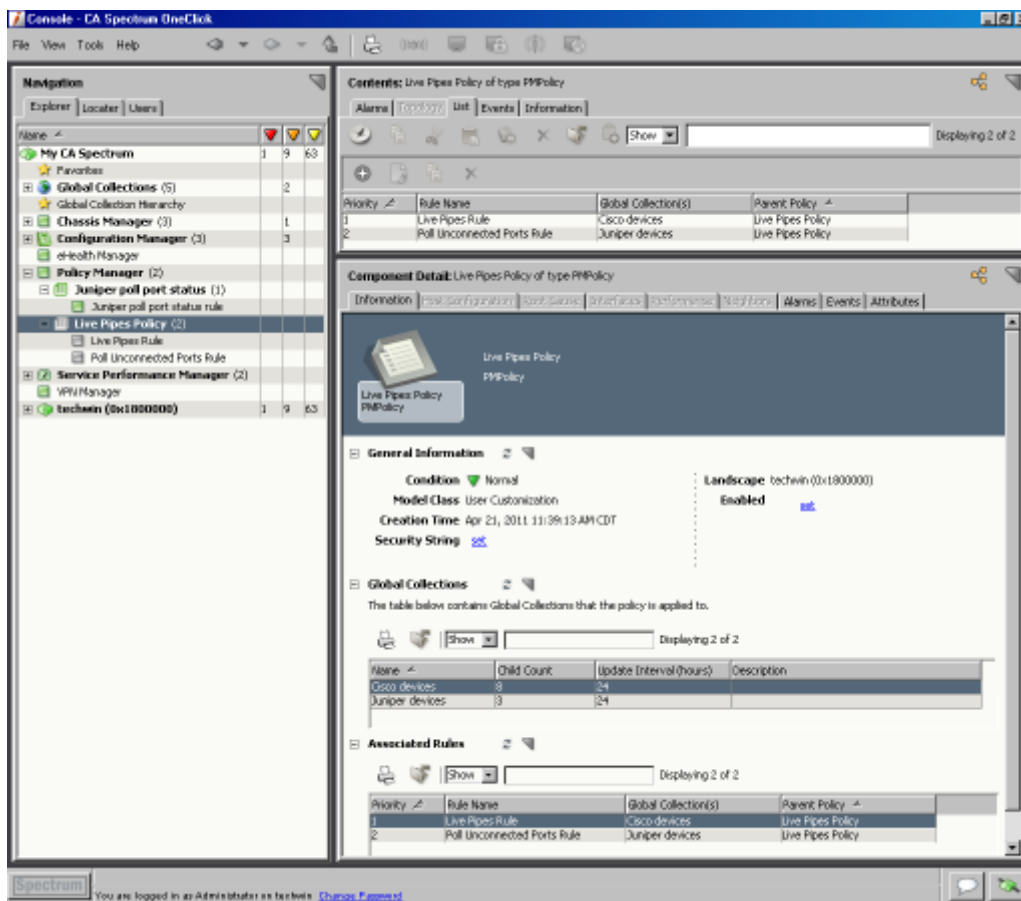 Console - CA Spectrum OneClick
File View Tools Help
Navigation
Explorer Locater Users
Name
My CA Spectrum 1 9 63
Favorites
Global Collections (5) 2
Global Collection Hierarchy
Chassis Manager (3) 1
Configuration Manager (3) 3
eHealth Manager
Policy Manager (2)
Juniper poll port status (1)
Juniper poll port status rule
Live Pipes Policy (2)
Live Pipes Rule
Poll Unconnected Ports Rule
Service Performance Manager (2)
VPN Manager
techwin (0x1800000) 1 9 63
Contents: Live Pipes Policy of type PMPolicy
Alarms Topology List Events Information
Show Displaying 2 of 2
Priority Rule Name Global Collection(s) Parent Policy
1 Live Pipes Rule Cisco devices Live Pipes Policy
2 Poll Unconnected Ports Rule Juniper devices Live Pipes Policy
Component Detail: Live Pipes Policy of type PMPolicy
Information Host Configuration Root Cause Interfaces Performance Neighbors Alarms Events Attributes
Live Pipes Policy
PMPolicy
Live Pipes Policy
PMPolicy
General Information
Condition Normal Landscape techwin (0x1800000)
Model Class User Customization Enabled set
Creation Time Apr 21, 2011 11:39:13 AM CDT
Security String set
Global Collections
The table below contains Global Collections that the policy is applied to.
Show Displaying 2 of 2
Name Child Count Update Interval (hours) Description
Cisco devices 8 24
Juniper devices 3 24
Associated Rules
Show Displaying 2 of 2
Priority Rule Name Global Collection(s) Parent Policy
1 Live Pipes Rule Cisco devices Live Pipes Policy
2 Poll Unconnected Ports Rule Juniper devices Live Pipes Policy
Spectrum
You are logged in as Administrator on techwin Change Password